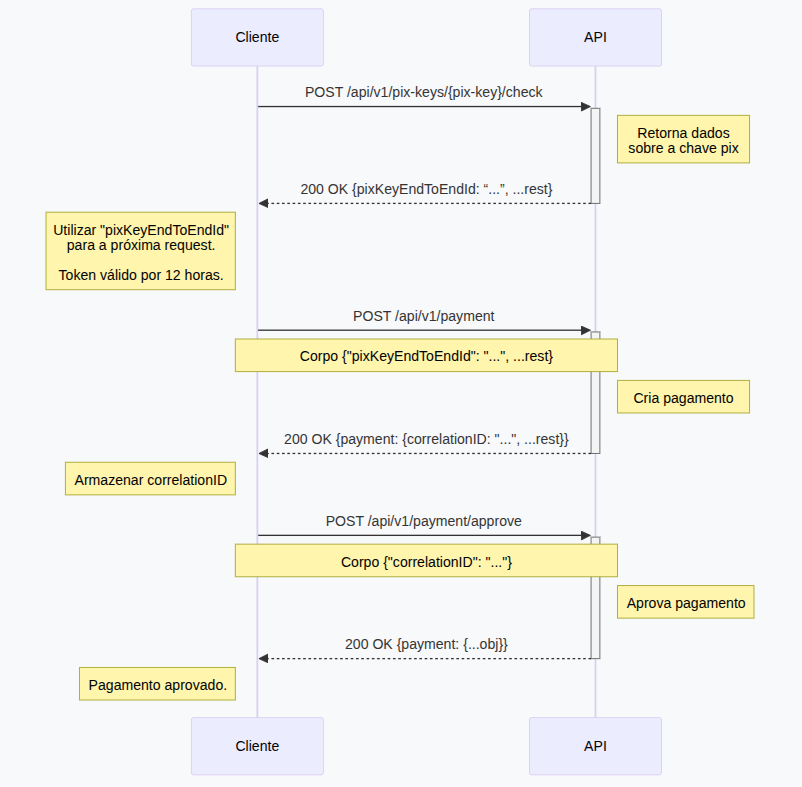 Cliente
API
POST /api/v1/pix-keys/{pix-key}/check
Retorna dados
sobre a chave pix
200 OK {pixKeyEndToEndId: “...”, ...rest}
Utilizar "pixKeyEndToEndId"
para a próxima request.
Token válido por 12 horas.
POST /api/v1/payment
Corpo {"pixKeyEndToEndId": "...", ...rest}
Cria pagamento
200 OK {payment: {correlationID: "...", ...rest}}
Armazenar correlationID
POST /api/v1/payment/approve
Corpo {"correlationID": "..."}
Aprova pagamento
200 OK {payment: {...obj}}
Pagamento aprovado.
Cliente
API